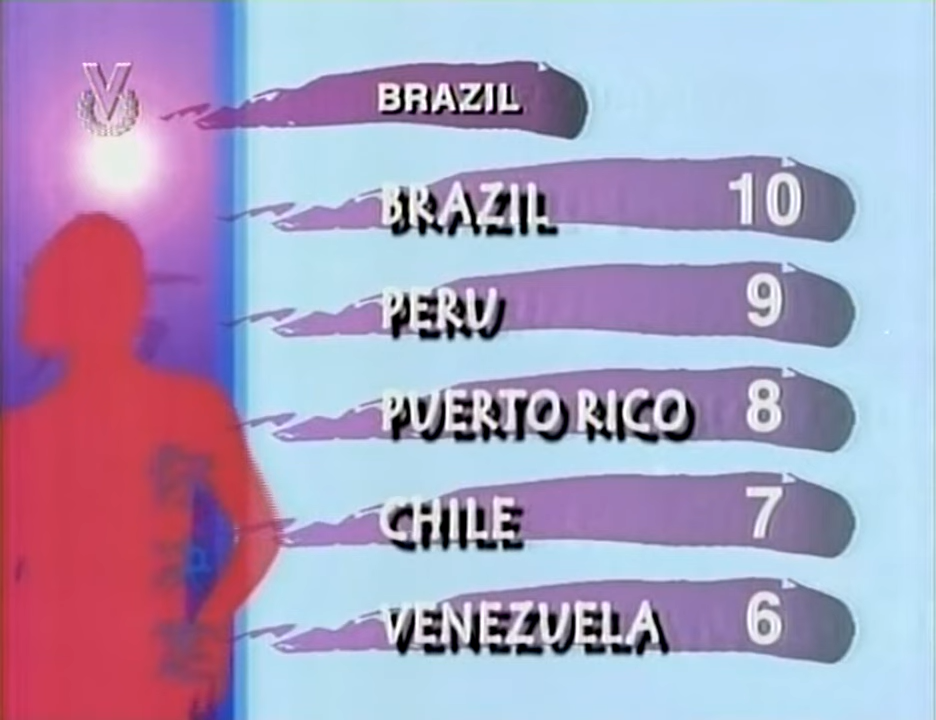 BRAZIL
BRAZIL 10
PERU 9
PUERTO RICO 8
CHILE 7
VENEZUELA 6